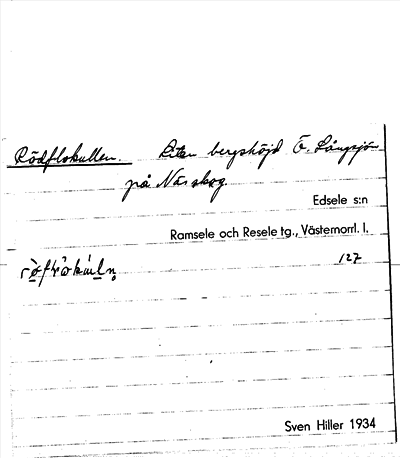 Rödflokullen. Liten bergshöjd Ö. Långsjön
på Nässkog.
Edsele s:n
Ramsele och Resele tg., Västernorrl. l.
127
Sven Hiller 1934